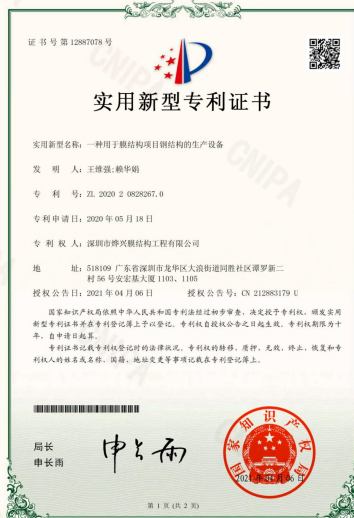 证书号第12887078号
实用新型专利证书
实用新型名称：一种用于膜结构项目钢结构的生产设备
发 明 人：王维强;赖华娟
专 利 号：ZL 2020 2 0828267.0
专利申请日：2020年05月18日
专 利 权 人：深圳市烨兴膜结构工程有限公司
地 址：518109 广东省深圳市龙华区大浪街道同胜社区谭罗新二
村56号安宏基大厦1103、1105
授权公告日：2021年04月06日 授权公告号：CN 212883179 U
国家知识产权局依照中华人民共和国专利法经过初步审查，决定授予专利权，颁发实用
新型专利证书并在专利登记簿上予以登记。专利权自授权公告之日起生效。专利权期限为十
年，自申请日起算。
专利证书记载专利权登记时的法律状况。专利权的转移、质押、无效、终止、恢复和专
利权人的姓名或名称、国籍、地址变更等事项记载在专利登记簿上。
局长
申长雨
申长雨
国家知识产权局
2021年04月06日
第 1 页 (共 2 页)
CNIPA
CNIPA